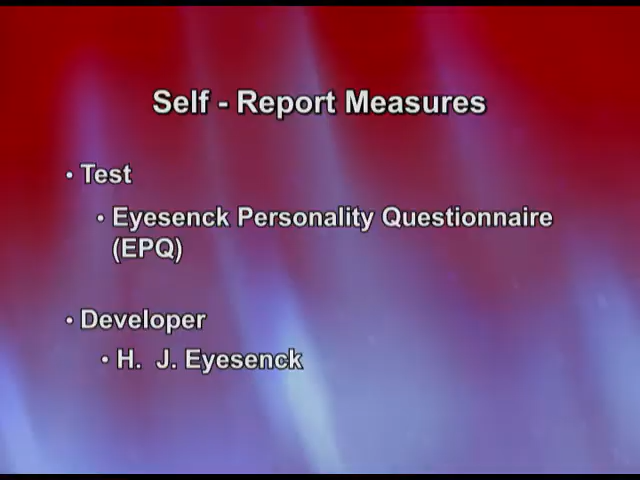 Self - Report Measures
• Test
• Eyesenck Personality Questionnaire
(EPQ)
• Developer
• H. J. Eyesenck